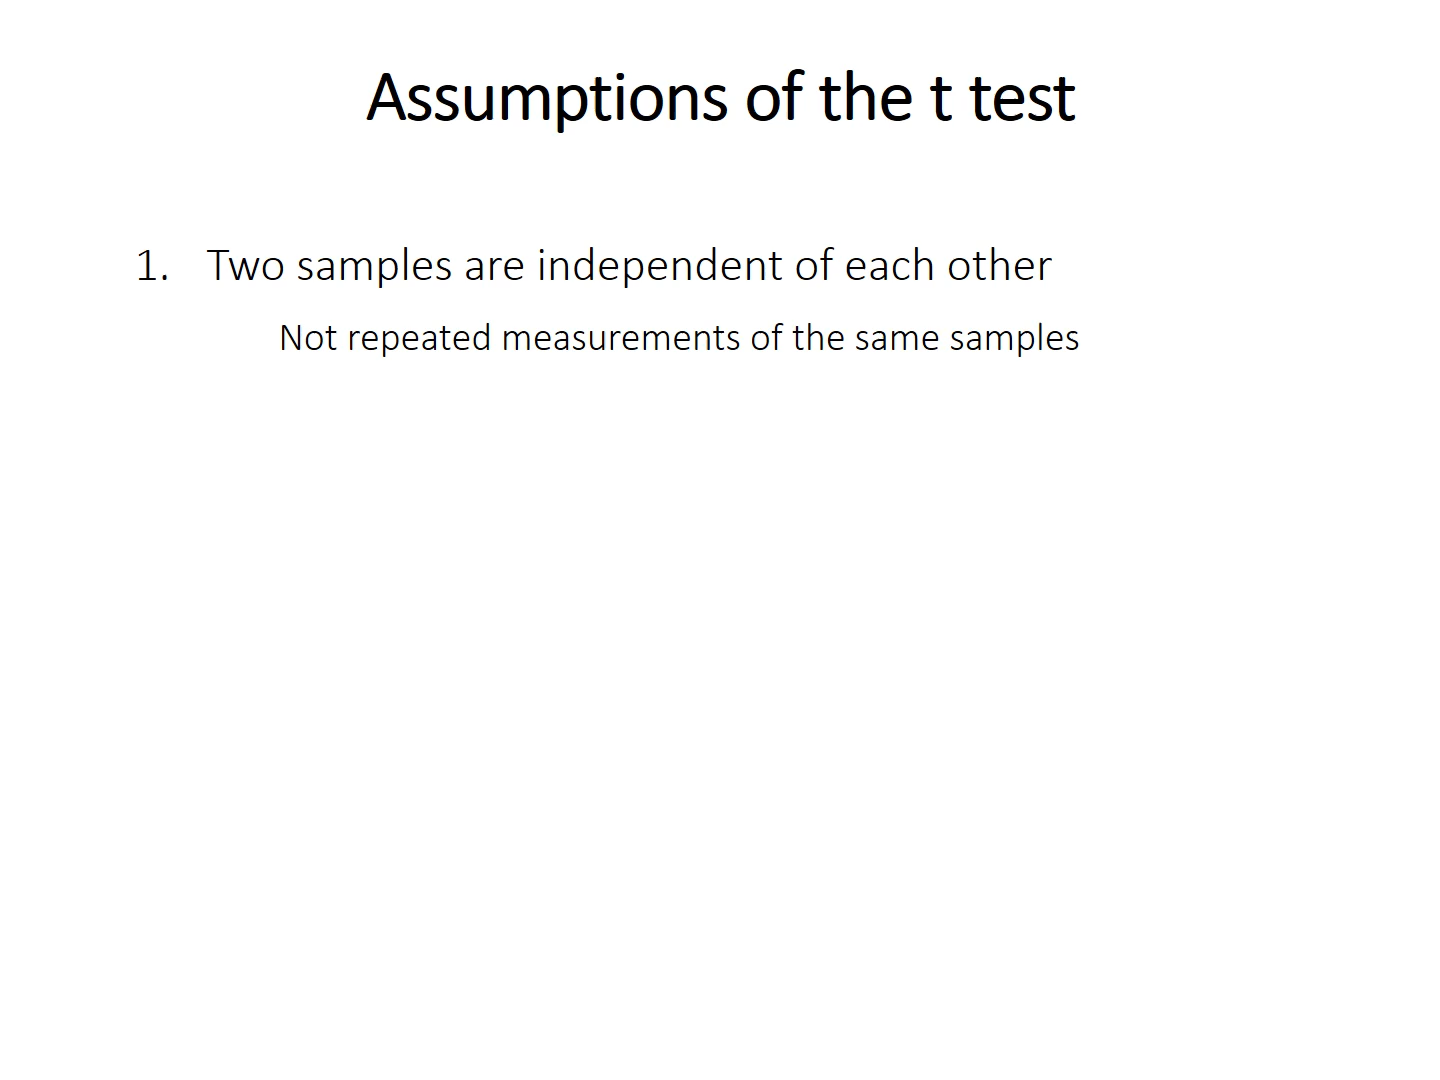 Assumptions of the t test
1. Two samples are independent of each other
Not repeated measurements of the same samples